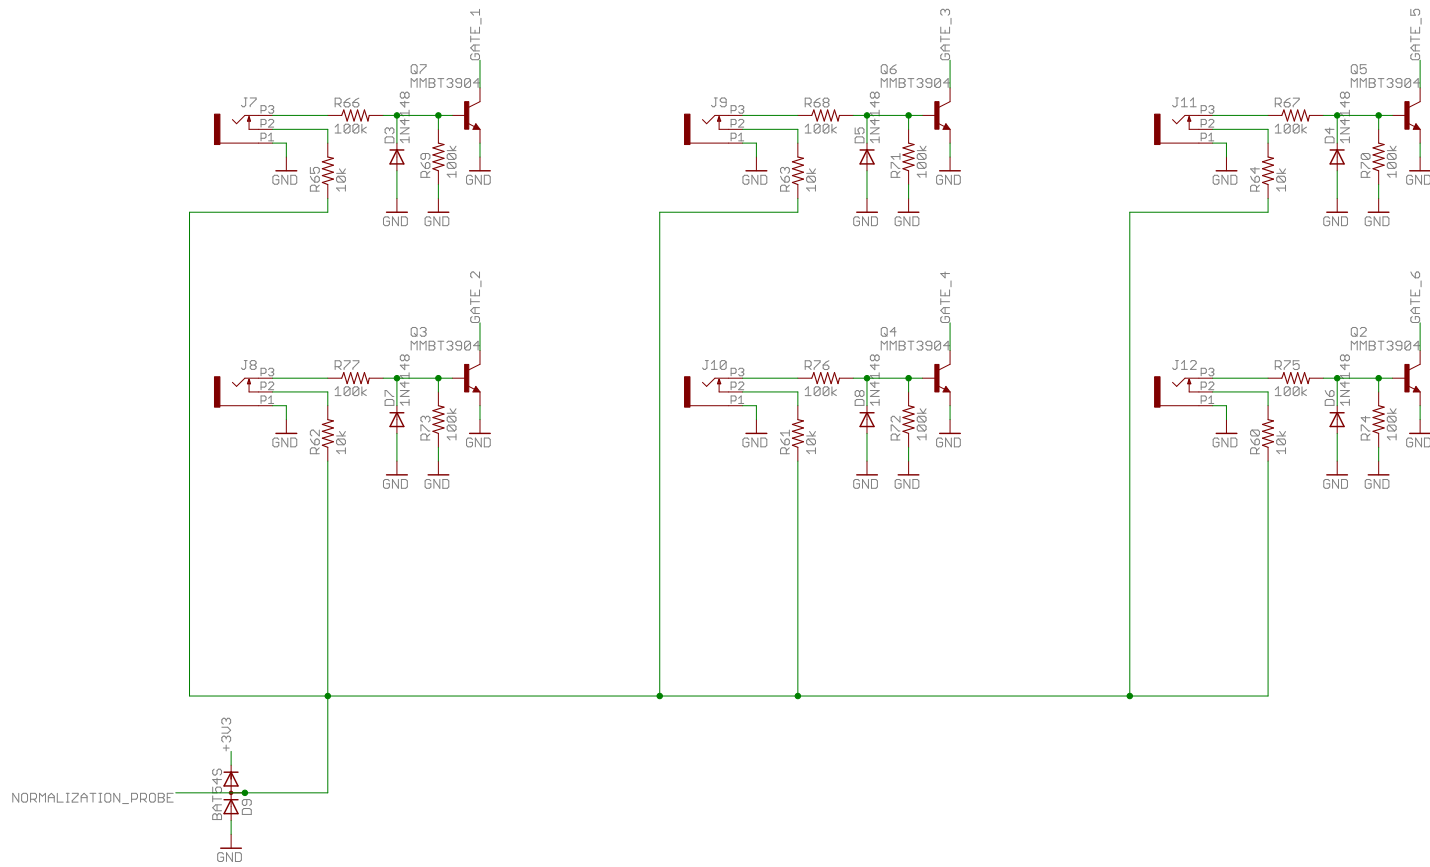 GATE_1
Q7
MMBT3904
J7
P3
P2
P1
R66
100k
D3
1N4148
R69
100k
R65
10k
GND
GND
GND
GND
GATE_3
Q6
MMBT3904
J9
P3
P2
P1
R68
100k
D5
1N4148
R71
100k
R63
10k
GND
GND
GND
GND
GATE_5
Q5
MMBT3904
J11
P3
P2
P1
R67
100k
D4
1N4148
R70
100k
R64
10k
GND
GND
GND
GND
GATE_2
Q3
MMBT3904
J8
P3
P2
P1
R77
100k
D7
1N4148
R73
100k
R62
10k
GND
GND
GND
GND
GATE_4
Q4
MMBT3904
J10
P3
P2
P1
R76
100k
D8
1N4148
R72
100k
R61
10k
GND
GND
GND
GND
GATE_6
Q2
MMBT3904
J12
P3
P2
P1
R75
100k
D6
1N4148
R74
100k
R60
10k
GND
GND
GND
GND
+3V3
BAT54S
D9
NORMALIZATION_PROBE
GND